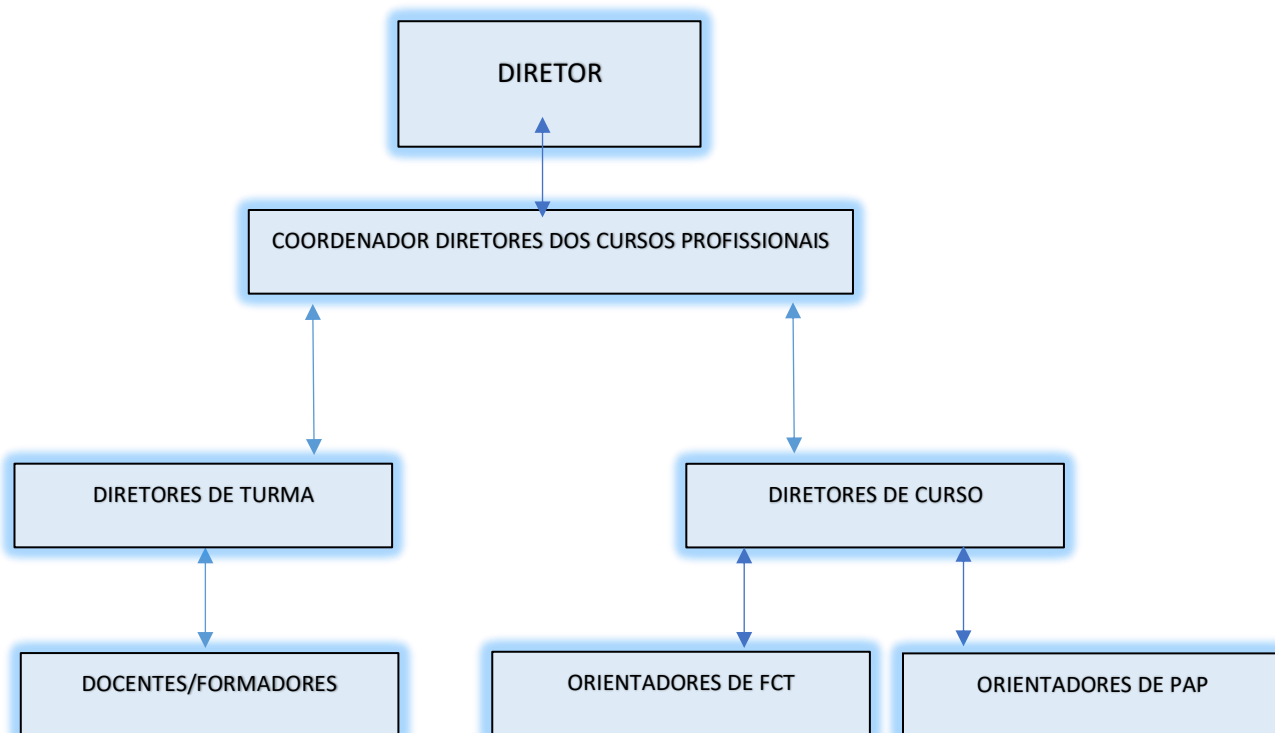 DIRETOR
COORDENADOR DIRETORES DOS CURSOS PROFISSIONAIS
DIRETORES DE TURMA
DIRETORES DE CURSO
DOCENTES/FORMADORES
ORIENTADORES DE FCT
ORIENTADORES DE PAP